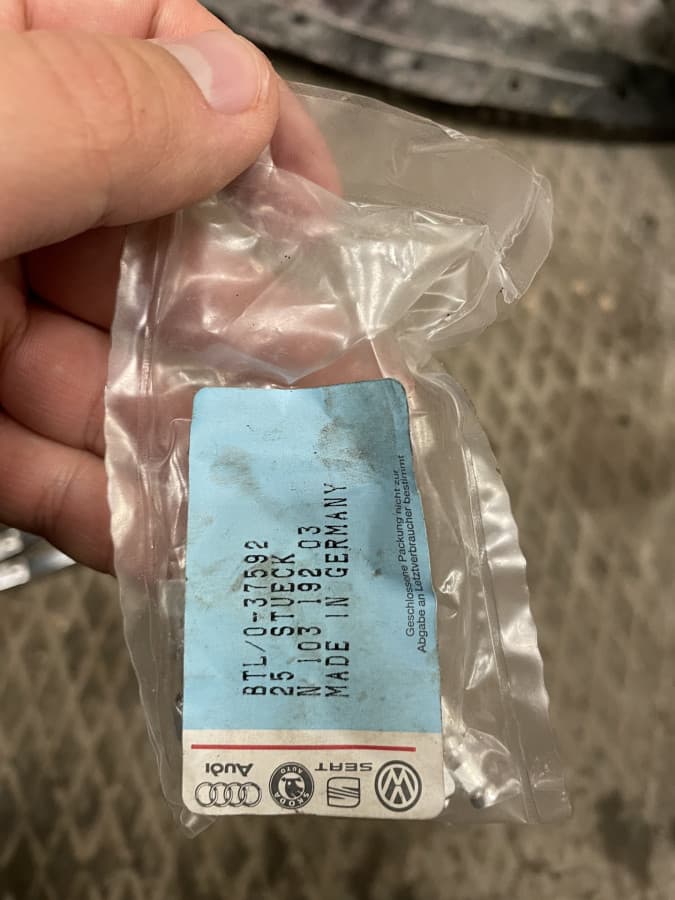 BTL/0-37592
25 STUECK
N 103 192 03
MADE IN GERMANY
Geschlossene Packung nicht zur
Abgabe an Letztverbraucher bestimmt
Audi
SKODA
AUTO
SEAT